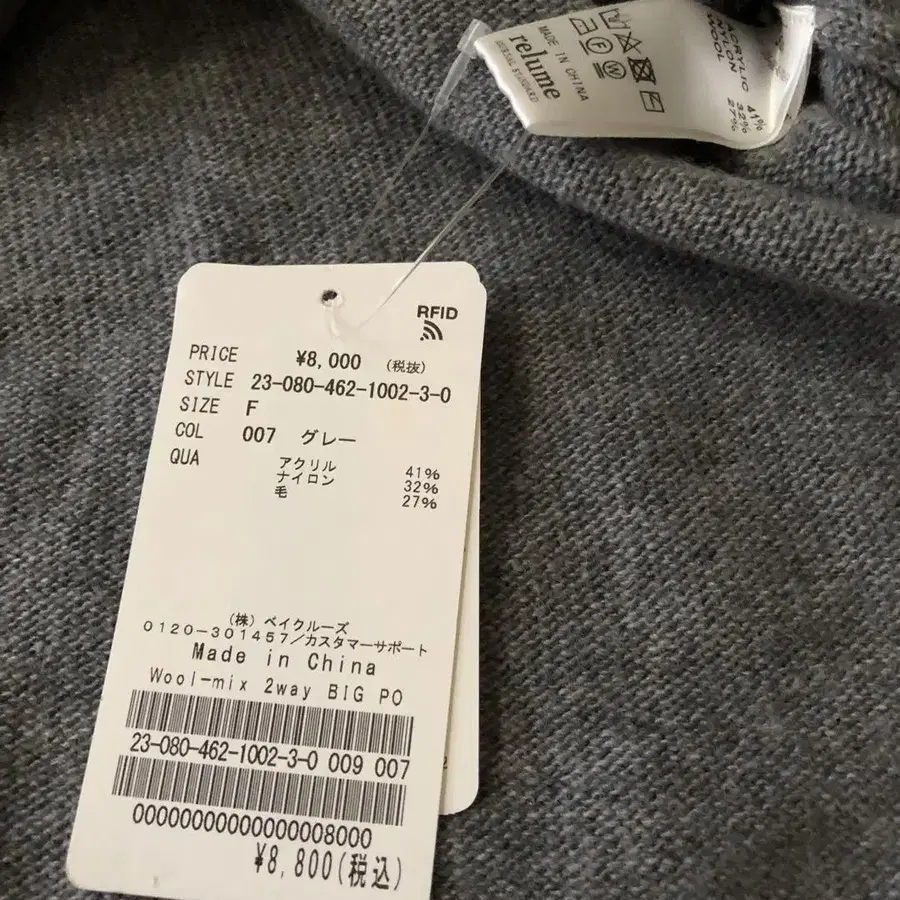 relume
JOURNAL STANDARD
MADE IN CHINA
ACRYLIC 41%
NYLON 32%
WOOL 27%
RFID
PRICE ¥8,000 (税抜)
STYLE 23-080-462-1002-3-0
SIZE F
COL 007 グレー
QUA アクリル 41%
ナイロン 32%
毛 27%
(株) ベイクルーズ
0120-301457/カスタマーサポート
Made in China
Wool-mix 2way BIG PO
23-080-462-1002-3-0 009 007
00000000000000008000
¥8,800(税込)